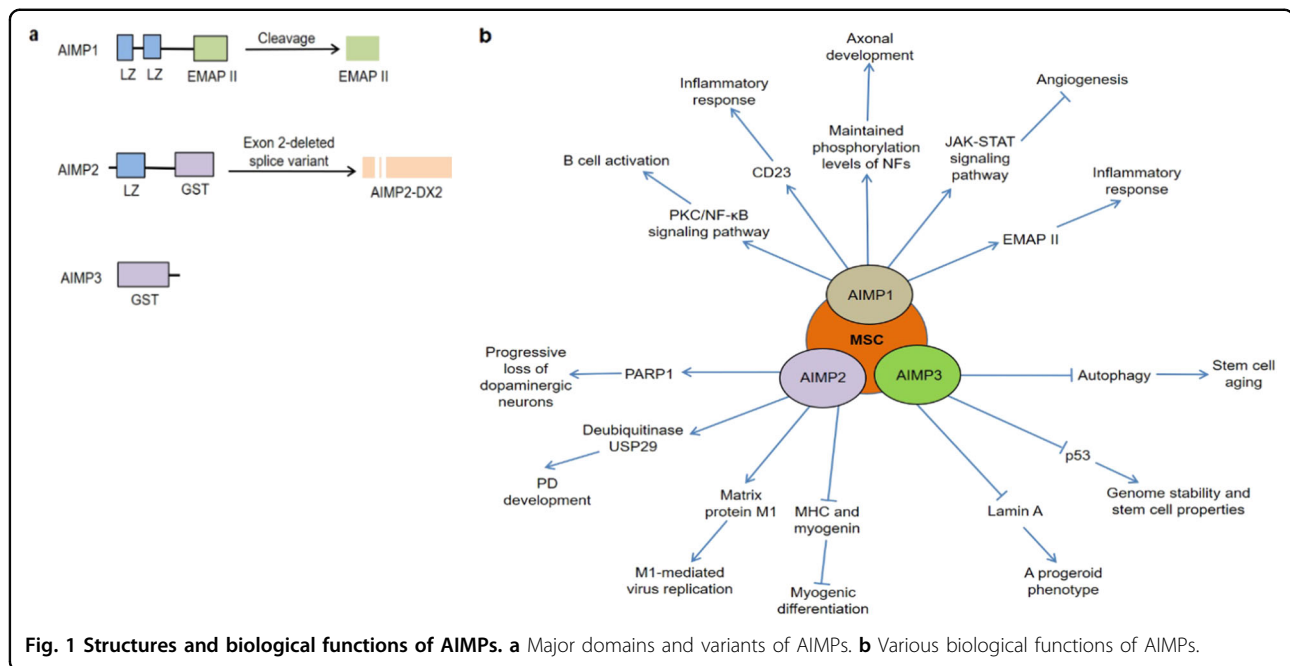 a
AIMP1
LZ
LZ
EMAP II
Cleavage
EMAP II
AIMP2
LZ
GST
Exon 2-deleted
splice variant
AIMP2-DX2
AIMP3
GST
b
Axonal
development
Inflammatory
response
Angiogenesis
B cell activation
CD23
Maintained
phosphorylation
levels of NFs
JAK-STAT
signaling
pathway
Inflammatory
response
PKC/NF-κB
signaling pathway
EMAP II
AIMP1
MSC
AIMP2
AIMP3
Progressive
loss of
dopaminergic
neurons
PARP1
Autophagy
Stem cell
aging
Deubiquitinase
USP29
PD
development
Matrix
protein M1
M1-mediated
virus replication
MHC and
myogenin
Myogenic
differentiation
Lamin A
A progeroid
phenotype
p53
Genome stability and
stem cell properties
Fig. 1 Structures and biological functions of AIMPs. a Major domains and variants of AIMPs. b Various biological functions of AIMPs.